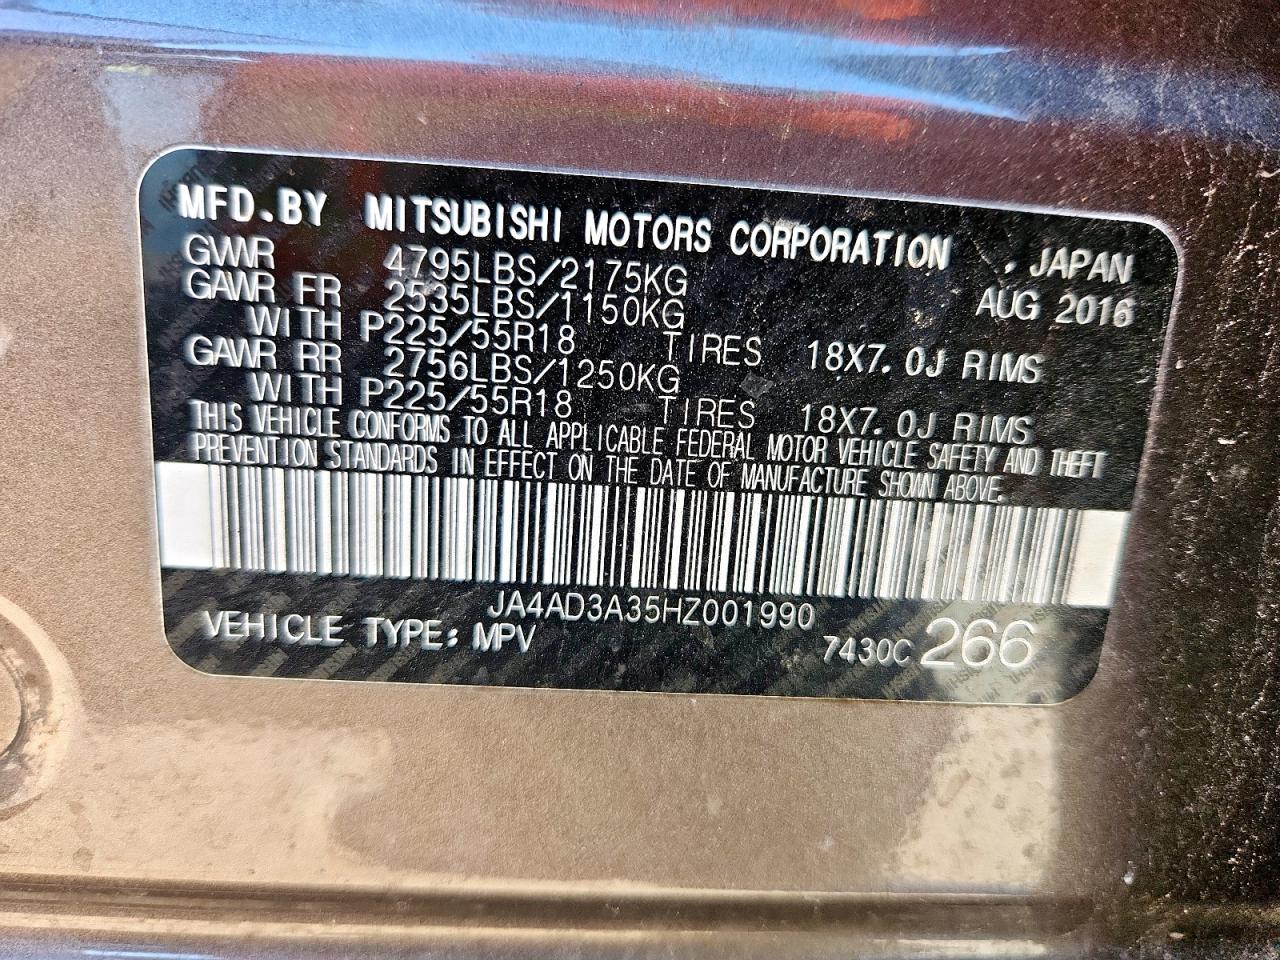 MFD.BY MITSUBISHI MOTORS CORPORATION , JAPAN
GVWR 4795LBS/2175KG AUG 2016
GAWR FR 2535LBS/1150KG
WITH P225/55R18 TIRES 18X7.0J RIMS
GAWR RR 2756LBS/1250KG
WITH P225/55R18 TIRES 18X7.0J RIMS
THIS VEHICLE CONFORMS TO ALL APPLICABLE FEDERAL MOTOR VEHICLE SAFETY AND THEFT
PREVENTION STANDARDS IN EFFECT ON THE DATE OF MANUFACTURE SHOWN ABOVE.
JA4AD3A35HZ001990
VEHICLE TYPE: MPV 7430C 266